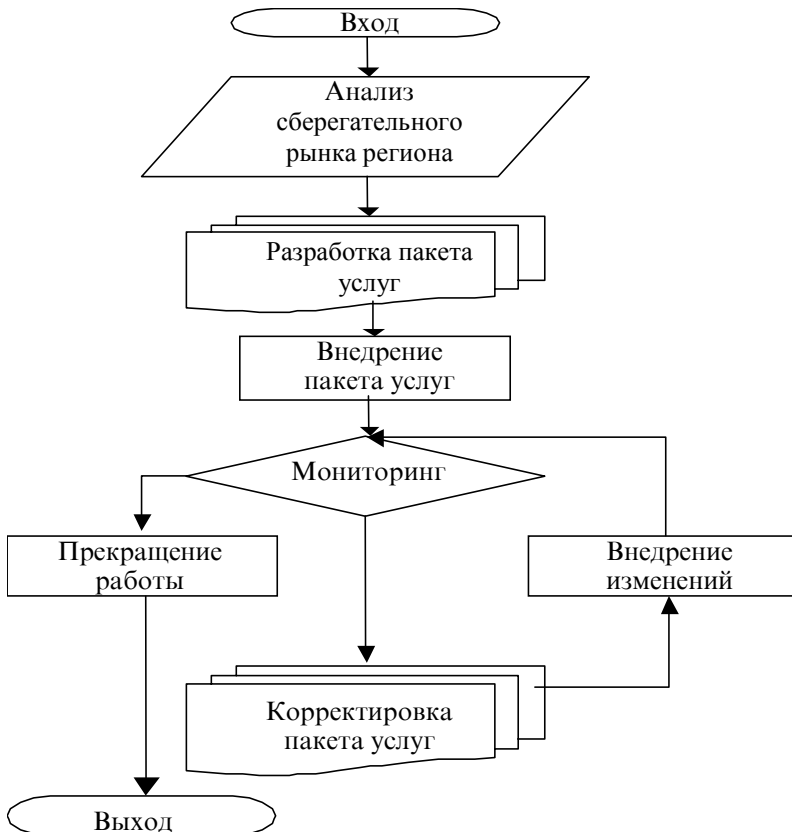 Вход
Анализ
сберегательного
рынка региона
Разработка пакета
услуг
Внедрение
пакета услуг
Мониторинг
Прекращение
работы
Внедрение
изменений
Корректировка
пакета услуг
Выход